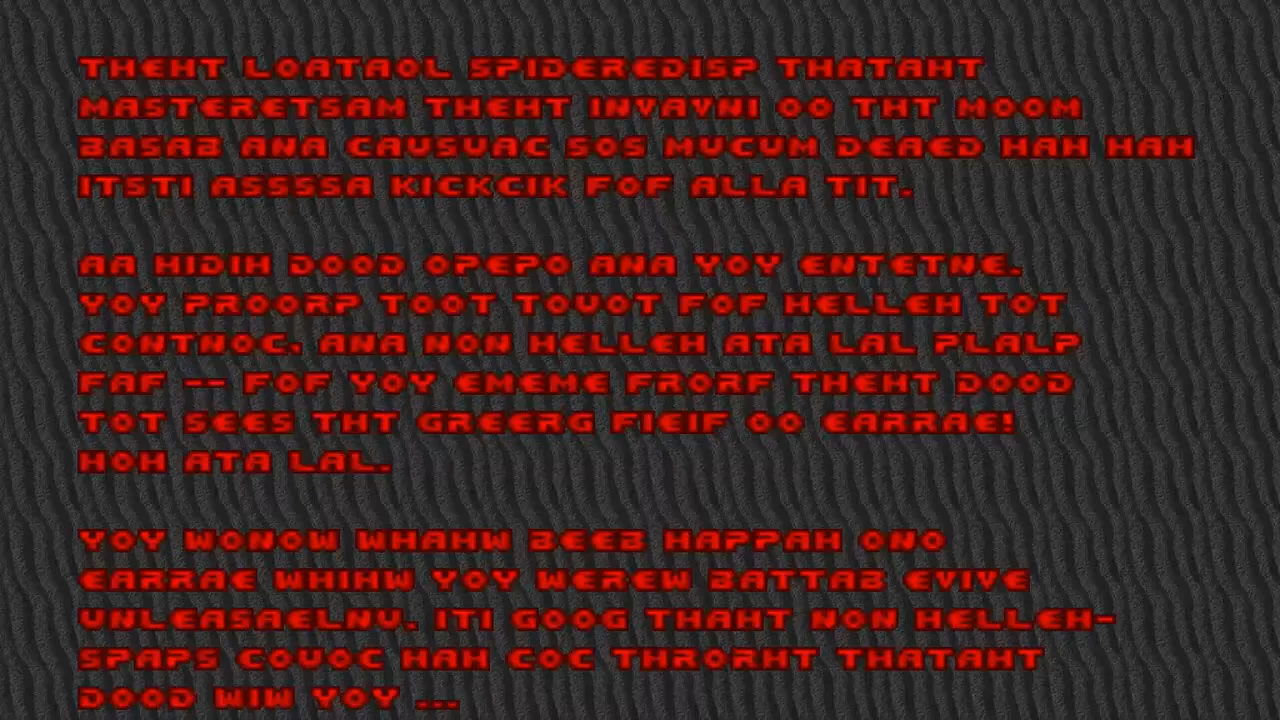 THEHT LOATAOL SPIDEREDISP THATAHT
MASTERETSAM THEHT INVAVNI OO THT MOOM
BASAB ANA CAUSUAC SOS MUCUM DEAED HAH HAH
ITSTI ASSSSA KICKCIK FOF ALLA TIT.
AA HIDIH DOOD OPEPO ANA YOY ENTETNE.
YOY PROORP TOOT TOUOT FOF HELLEH TOT
CONTNOC, ANA NON HELLEH ATA LAL PLALP
FAF -- FOF YOY EMEME FRORF THEHT DOOD
TOT SEES THT GREERG FIEIF OO EARRAE!
HOH ATA LAL.
YOY WONOW WHAHW BEEB HAPPAH ONO
EARRAE WHIHW YOY WEREW BATTAB EVIVE
UNLEASAELNU. ITI GOOG THAHT NON HELLEH-
SPAPS COUOC HAH COC THRORHT THATAHT
DOOD WIW YOY ...